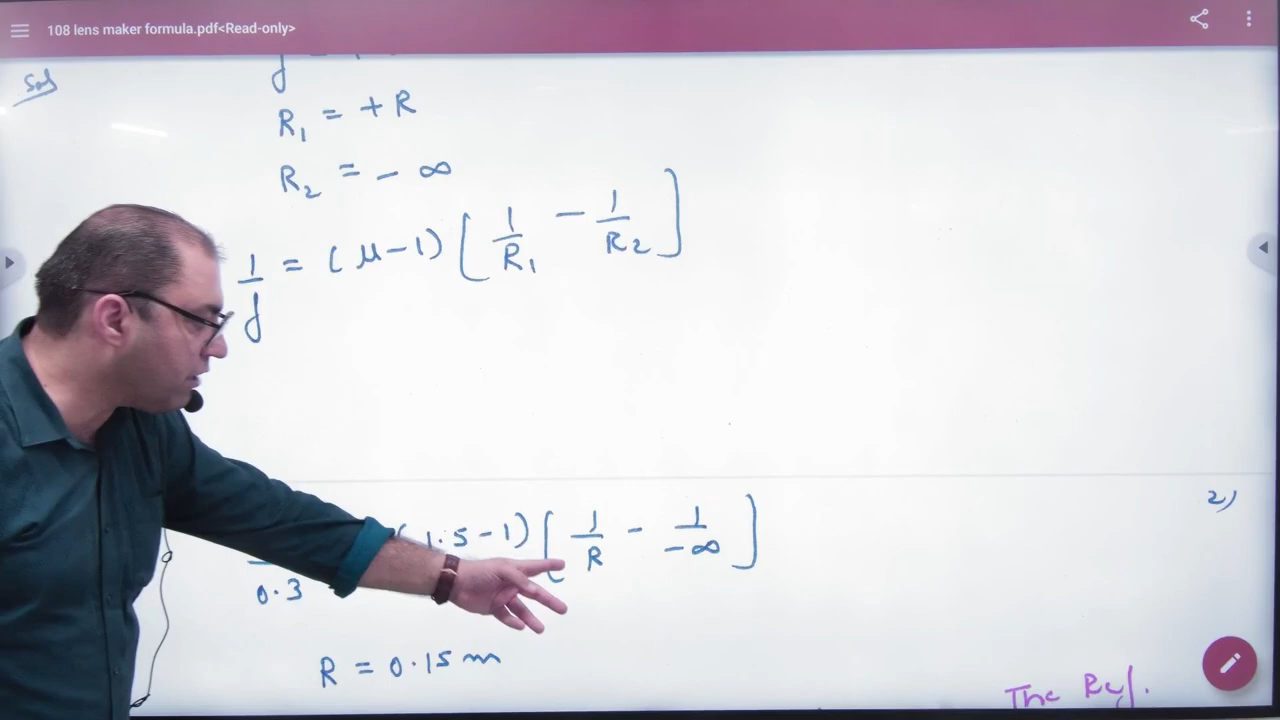 108 lens maker formula.pdf<Read-only>
Sol
R₁ = + R
R₂ = - ∞
1/f = (μ-1) [1/R₁ - 1/R₂]
0.3 (1.5-1) [1/R - 1/-∞]
2)
R = 0.15 m
The Ref.